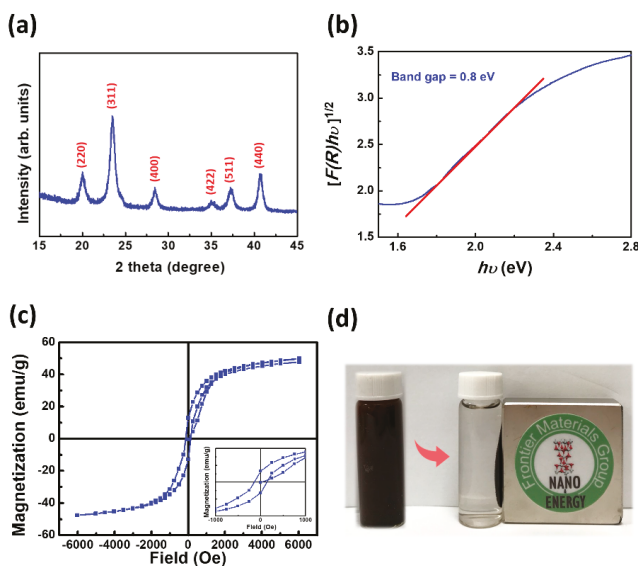 (a)
Intensity (arb. units)
(220)
(311)
(400)
(422)
(511)
(440)
15 20 25 30 35 40 45
2 theta (degree)
(b)
[F(R)hυ]^1/2
3.5
3.0
2.5
2.0
1.5
Band gap = 0.8 eV
1.6 2.0 2.4 2.8
hυ (eV)
(c)
Magnetization (emu/g)
60
40
20
0
-20
-40
-60
-6000 -4000 -2000 0 2000 4000 6000
Field (Oe)
Magnetization (emu/g)
-1000 0 1000
Field (Oe)
(d)
Frontier Materials Group
NANO
ENERGY